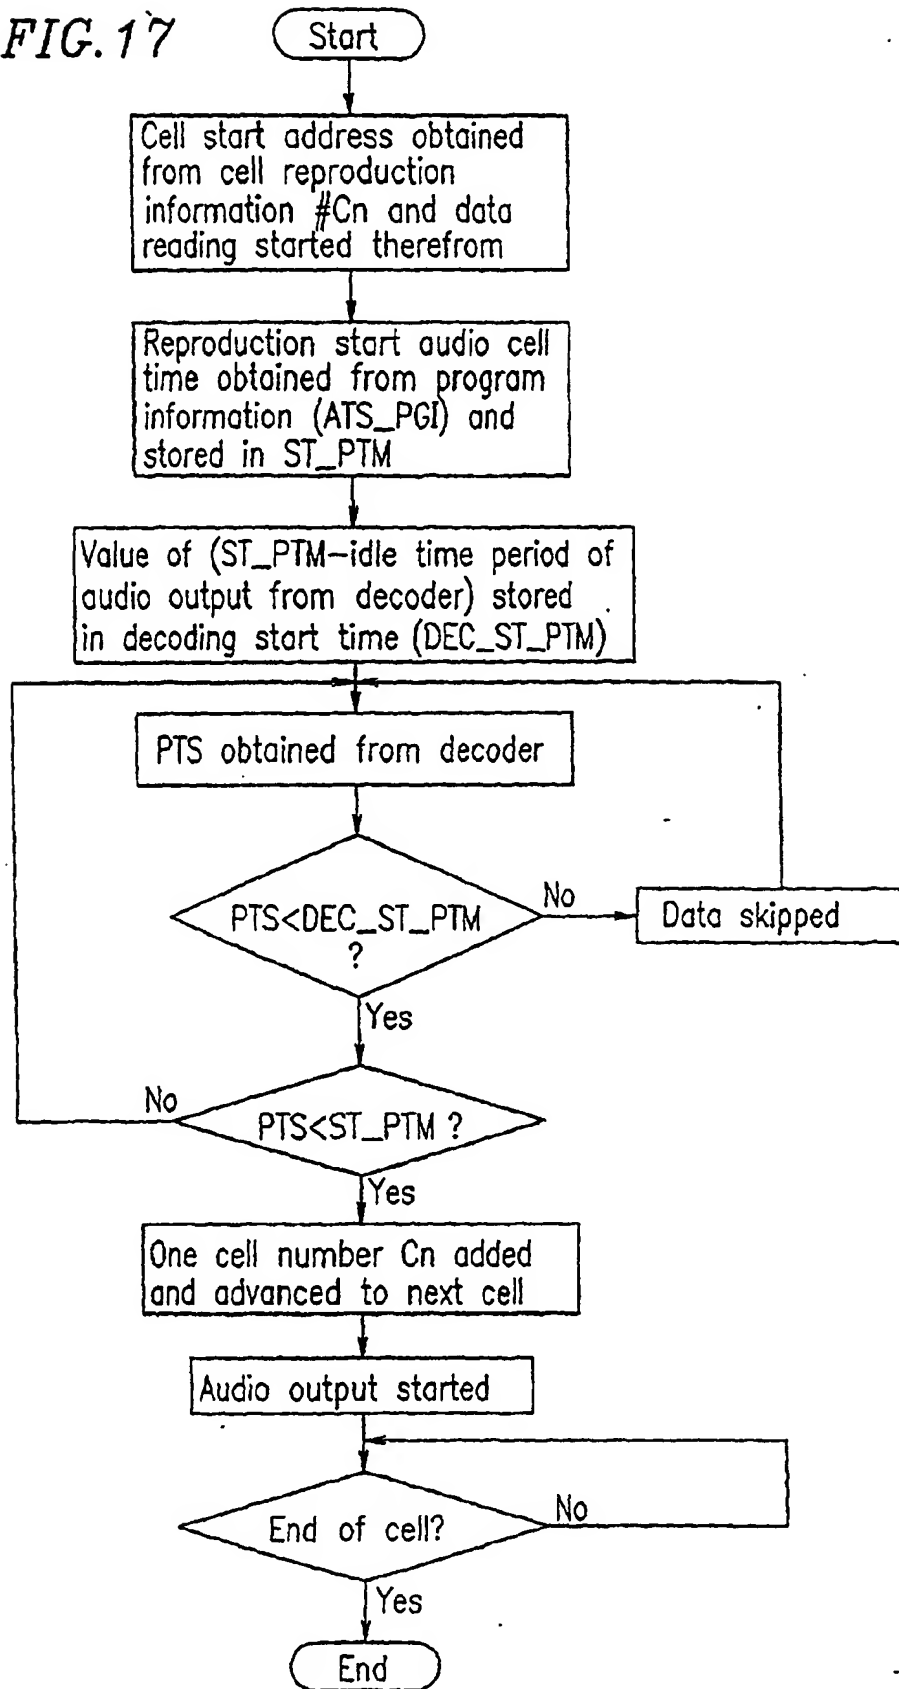 FIG.17
Start
Cell start address obtained
from cell reproduction
information #Cn and data
reading started therefrom
Reproduction start audio cell
time obtained from program
information (ATS_PGI) and
stored in ST_PTM
Value of (ST_PTM-idle time period of
audio output from decoder) stored
in decoding start time (DEC_ST_PTM)
PTS obtained from decoder
PTS<DEC_ST_PTM
?
No
Data skipped
Yes
No
PTS<ST_PTM ?
Yes
One cell number Cn added
and advanced to next cell
Audio output started
End of cell?
No
Yes
End